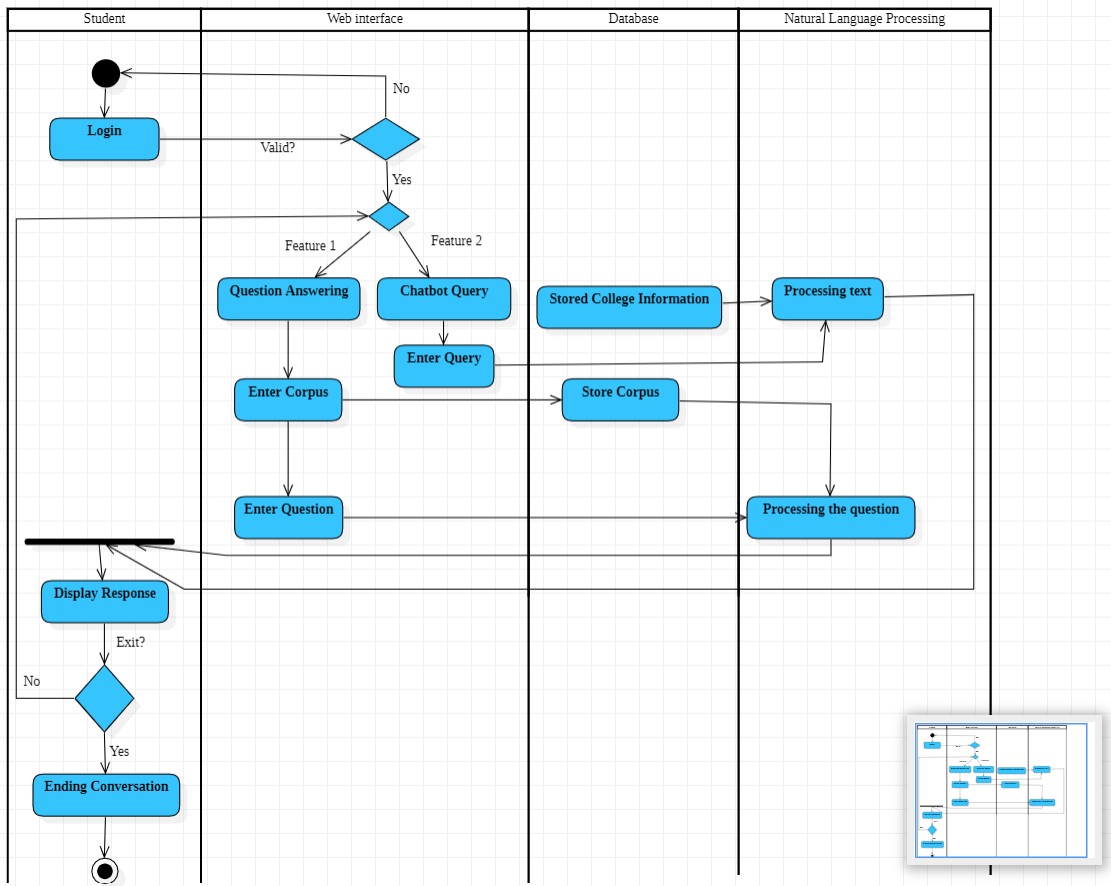 Student
Web interface
Database
Natural Language Processing
No
Login
Valid?
Yes
Feature 1
Feature 2
Question Answering
Chatbot Query
Stored College Information
Processing text
Enter Query
Enter Corpus
Store Corpus
Enter Question
Processing the question
Display Response
Exit?
No
Yes
Ending Conversation